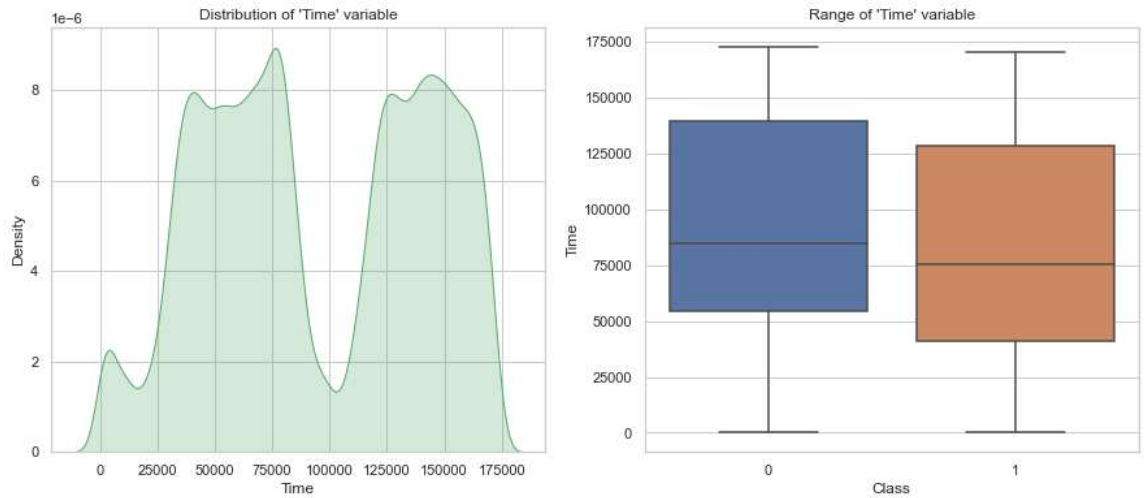 Distribution of 'Time' variable
1e−6
8
6
4
2
0
Density
0 25000 50000 75000 100000 125000 150000 175000
Time
Range of 'Time' variable
175000
150000
125000
100000
75000
50000
25000
0
Time
0 1
Class